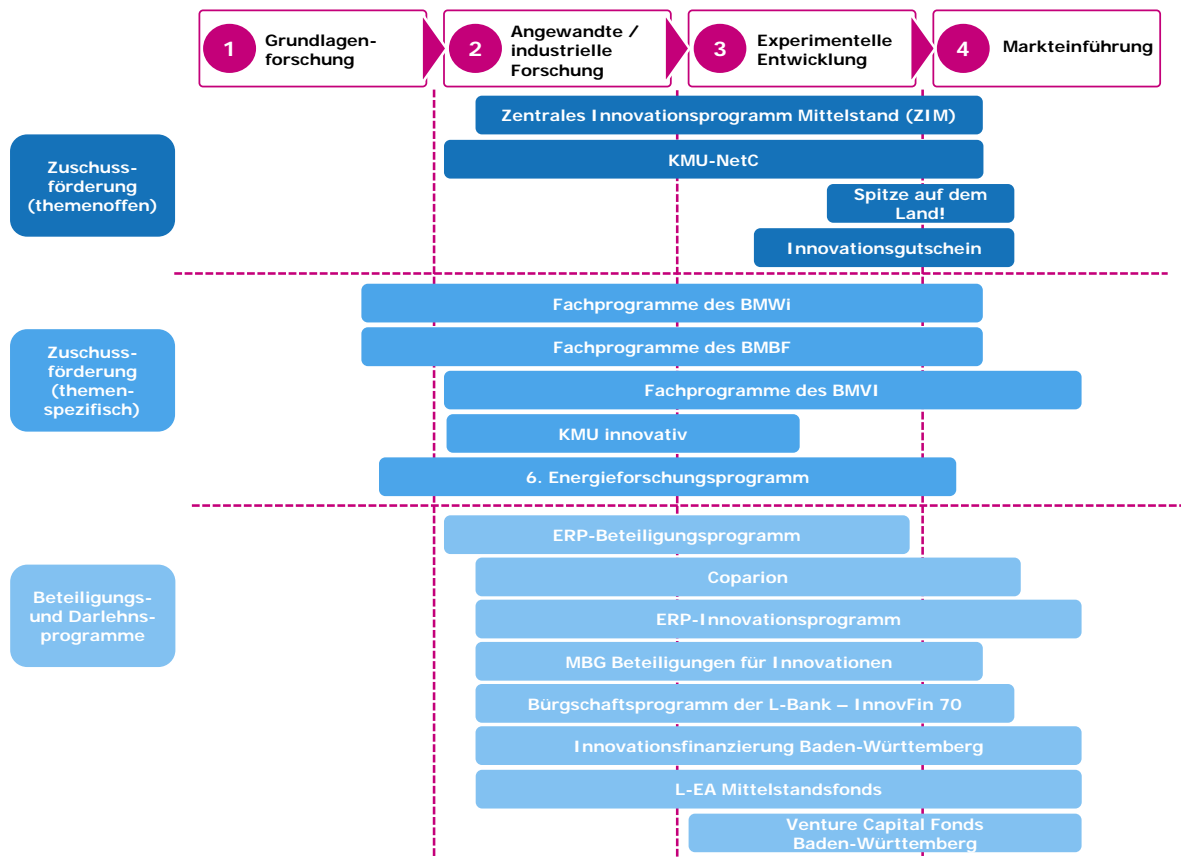 1
Grundlagen-
forschung
2
Angewandte /
industrielle
Forschung
3
Experimentelle
Entwicklung
4
Markteinführung
Zuschuss-
förderung
(themenoffen)
Zentrales Innovationsprogramm Mittelstand (ZIM)
KMU-NetC
Spitze auf dem
Land!
Innovationsgutschein
Zuschuss-
förderung
(themen-
spezifisch)
Fachprogramme des BMWi
Fachprogramme des BMBF
Fachprogramme des BMVI
KMU innovativ
6. Energieforschungsprogramm
Beteiligungs-
und Darlehns-
programme
ERP-Beteiligungsprogramm
Coparion
ERP-Innovationsprogramm
MBG Beteiligungen für Innovationen
Bürgschaftsprogramm der L-Bank – InnovFin 70
Innovationsfinanzierung Baden-Württemberg
L-EA Mittelstandsfonds
Venture Capital Fonds
Baden-Württemberg